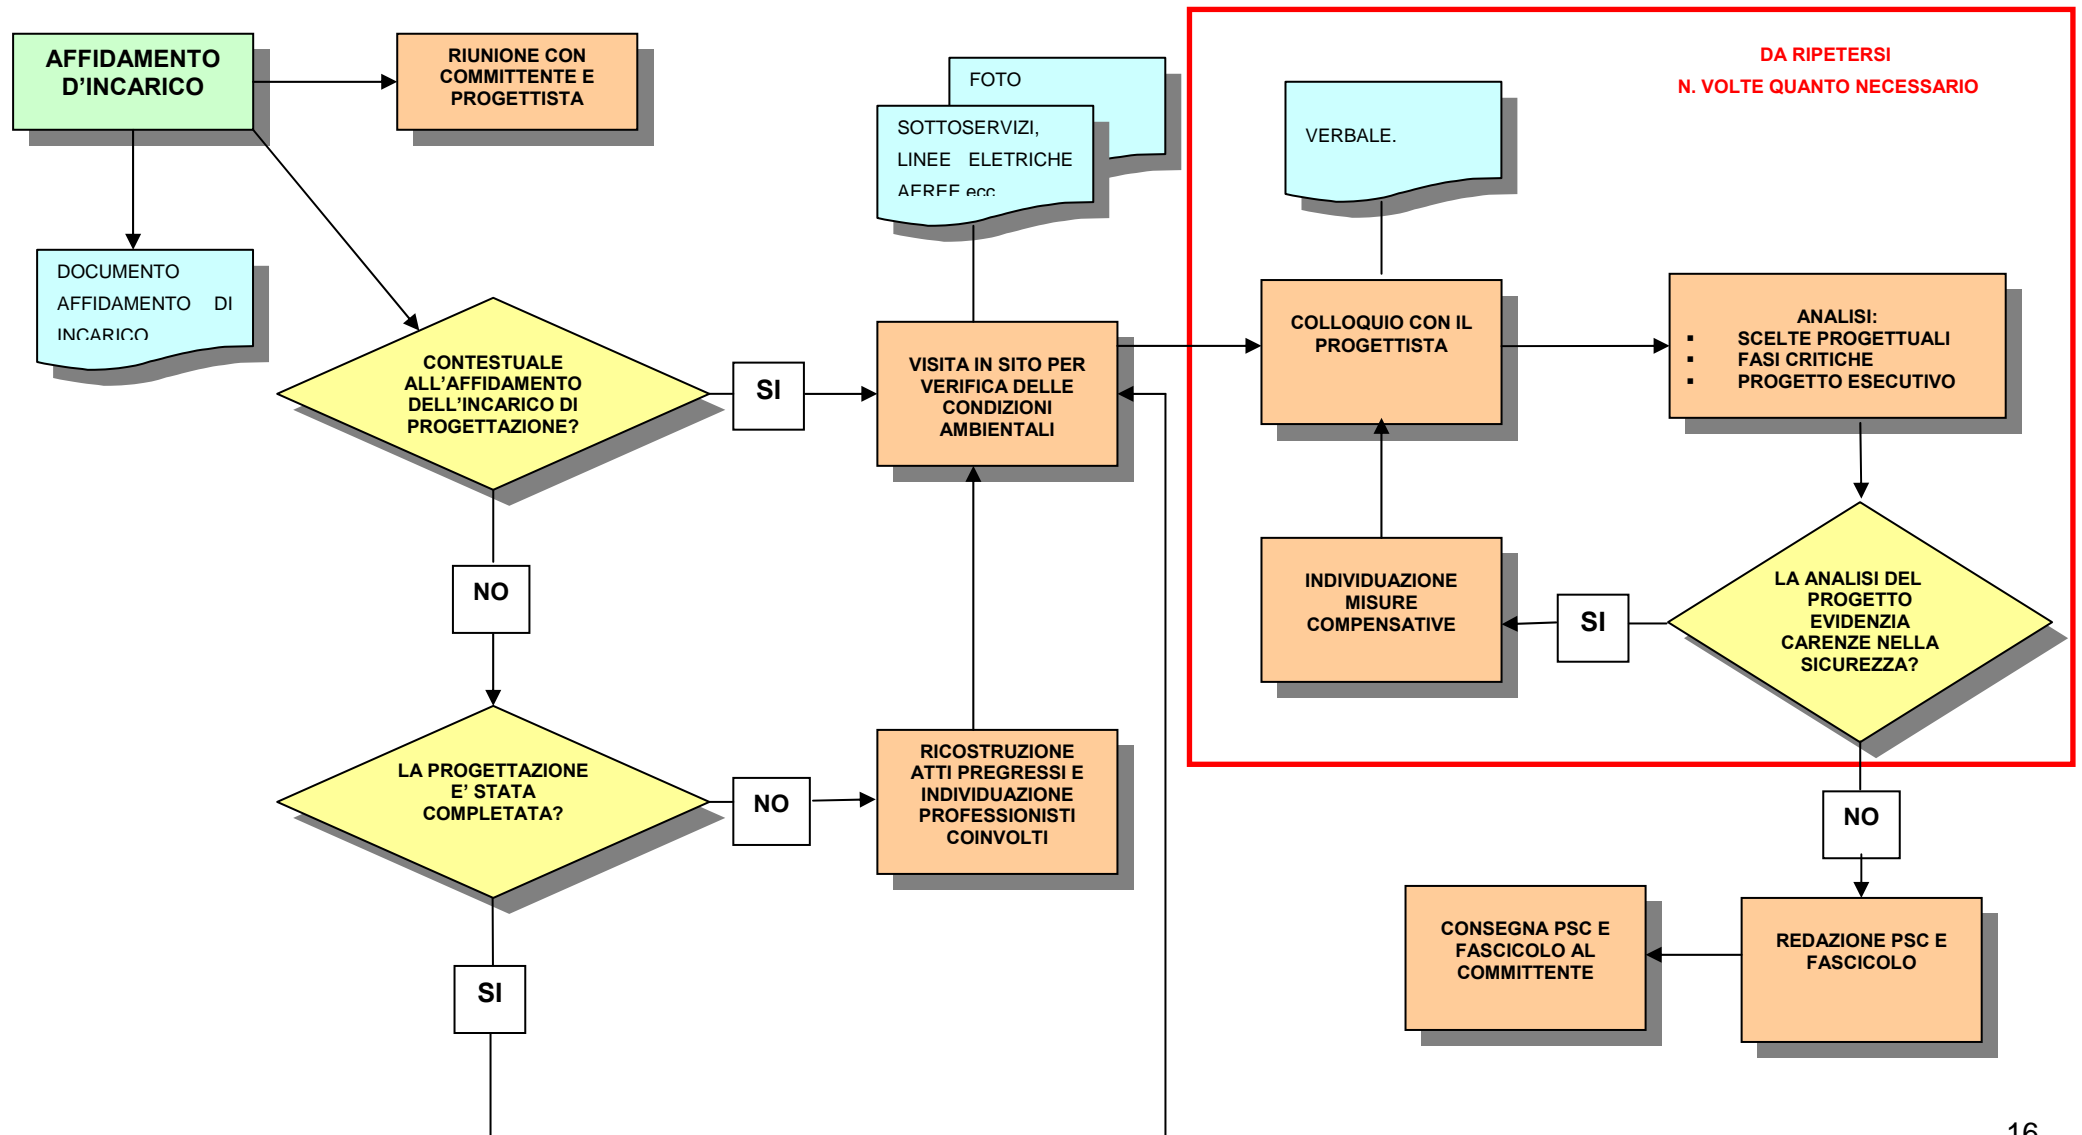 AFFIDAMENTO
D'INCARICO
RIUNIONE CON
COMMITTENTE E
PROGETTISTA
FOTO
SOTTOSERVIZI,
LINEE ELETRICHE
AEREE ecc
DA RIPETERSI
N. VOLTE QUANTO NECESSARIO
VERBALE.
DOCUMENTO
AFFIDAMENTO DI
INCARICO
CONTESTUALE
ALL'AFFIDAMENTO
DELL'INCARICO DI
PROGETTAZIONE?
SI
VISITA IN SITO PER
VERIFICA DELLE
CONDIZIONI
AMBIENTALI
COLLOQUIO CON IL
PROGETTISTA
ANALISI:
▪ SCELTE PROGETTUALI
▪ FASI CRITICHE
▪ PROGETTO ESECUTIVO
NO
INDIVIDUAZIONE
MISURE
COMPENSATIVE
SI
LA ANALISI DEL
PROGETTO
EVIDENZIA
CARENZE NELLA
SICUREZZA?
LA PROGETTAZIONE
E' STATA
COMPLETATA?
NO
RICOSTRUZIONE
ATTI PREGRESSI E
INDIVIDUAZIONE
PROFESSIONISTI
COINVOLTI
NO
SI
CONSEGNA PSC E
FASCICOLO AL
COMMITTENTE
REDAZIONE PSC E
FASCICOLO
16